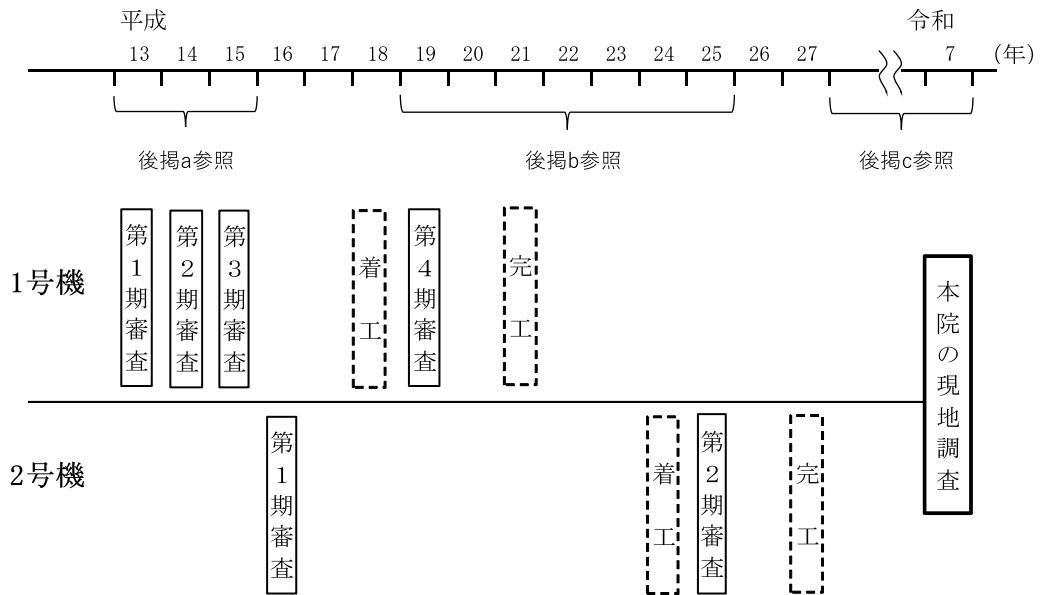 平成
令和
13 14 15 16 17 18 19 20 21 22 23 24 25 26 27 7 (年)
後掲a参照
後掲b参照
後掲c参照
1号機
第1期審査
第2期審査
第3期審査
着工
第4期審査
完工
本院の現地調査
2号機
第1期審査
着工
第2期審査
完工